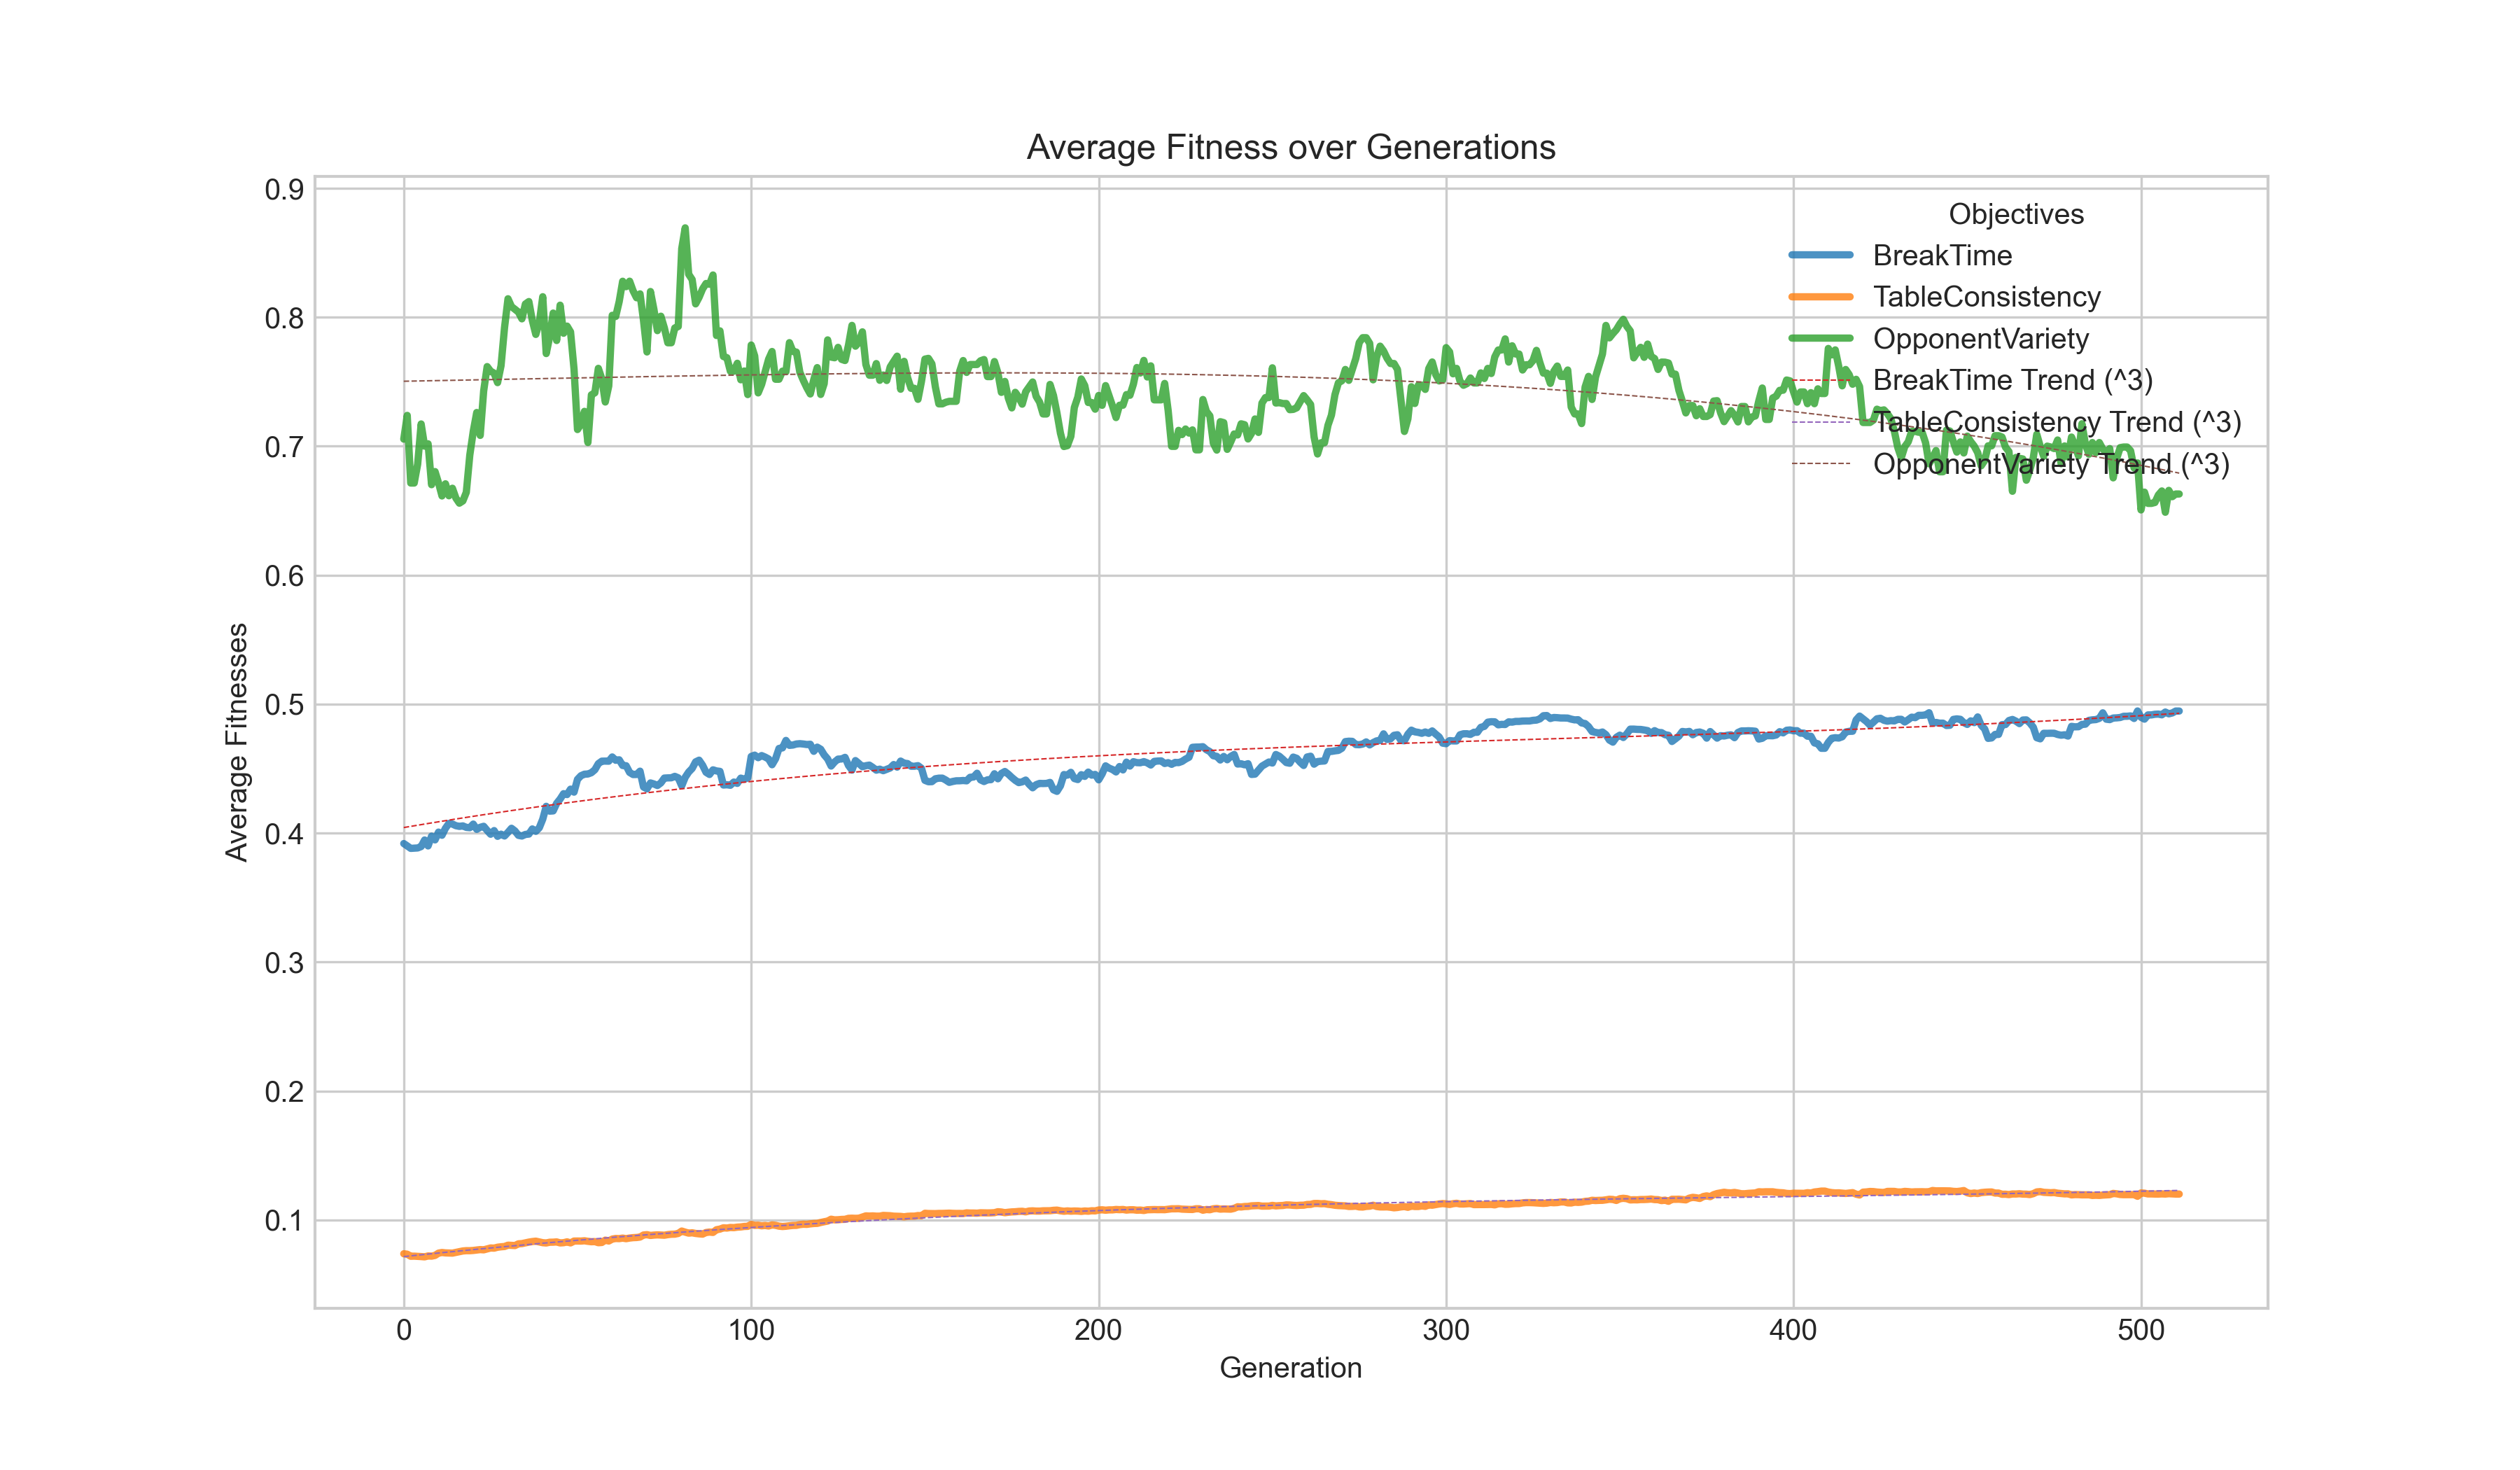 Average Fitness over Generations
Objectives
BreakTime
TableConsistency
OpponentVariety
BreakTime Trend (^3)
TableConsistency Trend (^3)
OpponentVariety Trend (^3)
Average Fitnesses
0.9
0.8
0.7
0.6
0.5
0.4
0.3
0.2
0.1
0 100 200 300 400 500
Generation